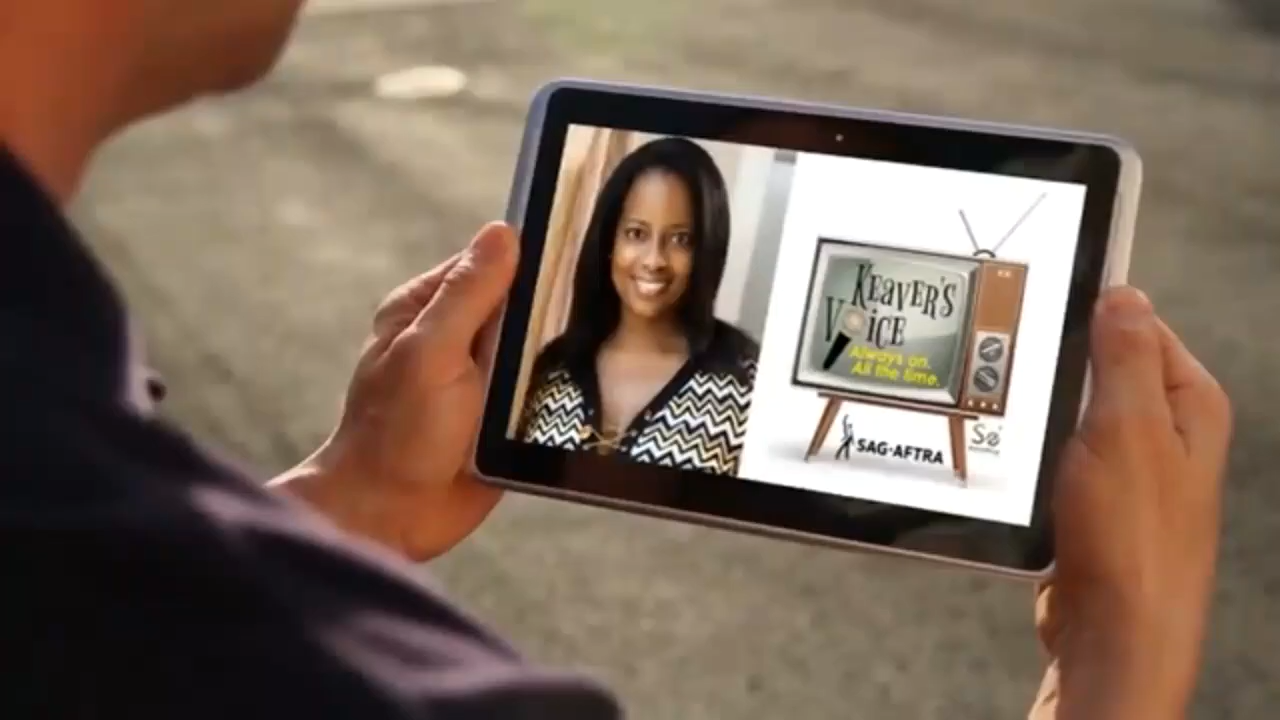 KEAVER'S
VOICE
Always on.
All the time.
SAG·AFTRA